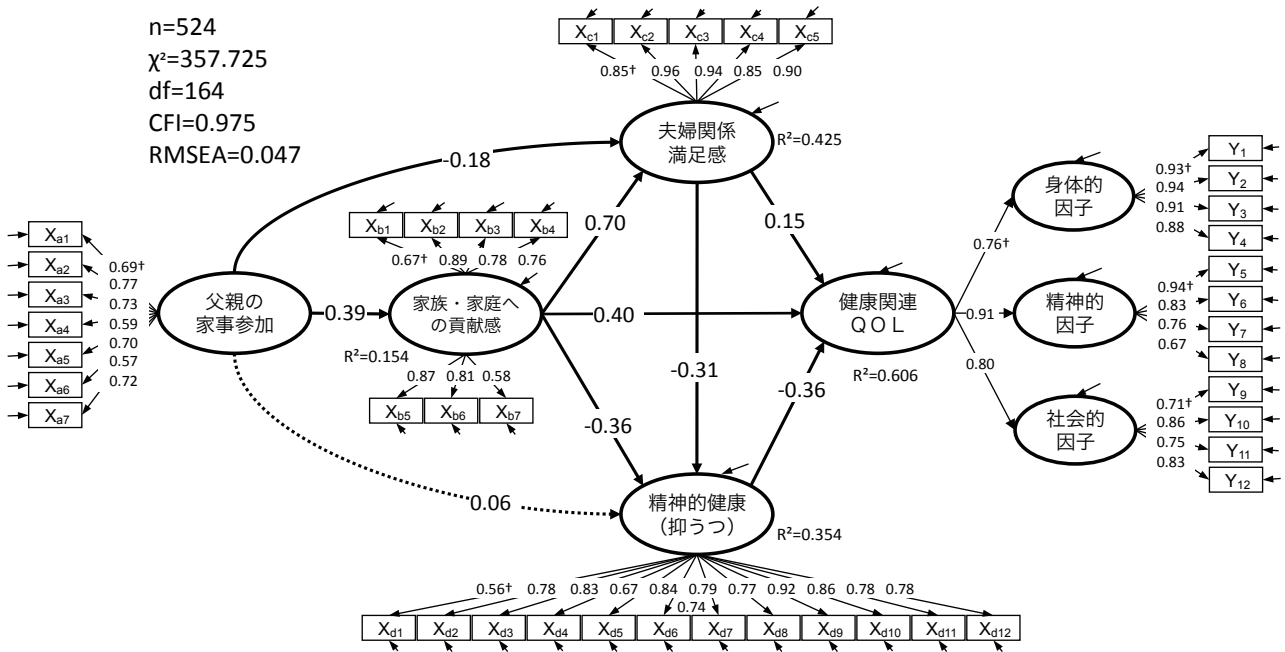 n=524
χ²=357.725
df=164
CFI=0.975
RMSEA=0.047
Xc1 Xc2 Xc3 Xc4 Xc5
0.85† 0.96 0.94 0.85 0.90
夫婦関係
満足感
R²=0.425
-0.18
Xb1 Xb2 Xb3 Xb4
0.67† 0.89 0.78 0.76
0.70
0.15
Xa1
Xa2
Xa3
Xa4
Xa5
Xa6
Xa7
0.69†
0.77
0.73
0.59
0.70
0.57
0.72
父親の
家事参加
0.39
家族・家庭へ
の貢献感
R²=0.154
0.40
0.87 0.81 0.58
Xb5 Xb6 Xb7
-0.31
-0.36
-0.36
健康関連
ＱＯＬ
R²=0.606
0.76†
0.91
0.80
身体的
因子
0.93†
0.94
0.91
0.88
Y1
Y2
Y3
Y4
精神的
因子
0.94†
0.83
0.76
0.67
Y5
Y6
Y7
Y8
社会的
因子
0.71†
0.86
0.75
0.83
Y9
Y10
Y11
Y12
0.06
精神的健康
（抑うつ）
R²=0.354
0.56† 0.78 0.83 0.67 0.84 0.79 0.77 0.92 0.86 0.78 0.78
0.74
Xd1 Xd2 Xd3 Xd4 Xd5 Xd6 Xd7 Xd8 Xd9 Xd10 Xd11 Xd12